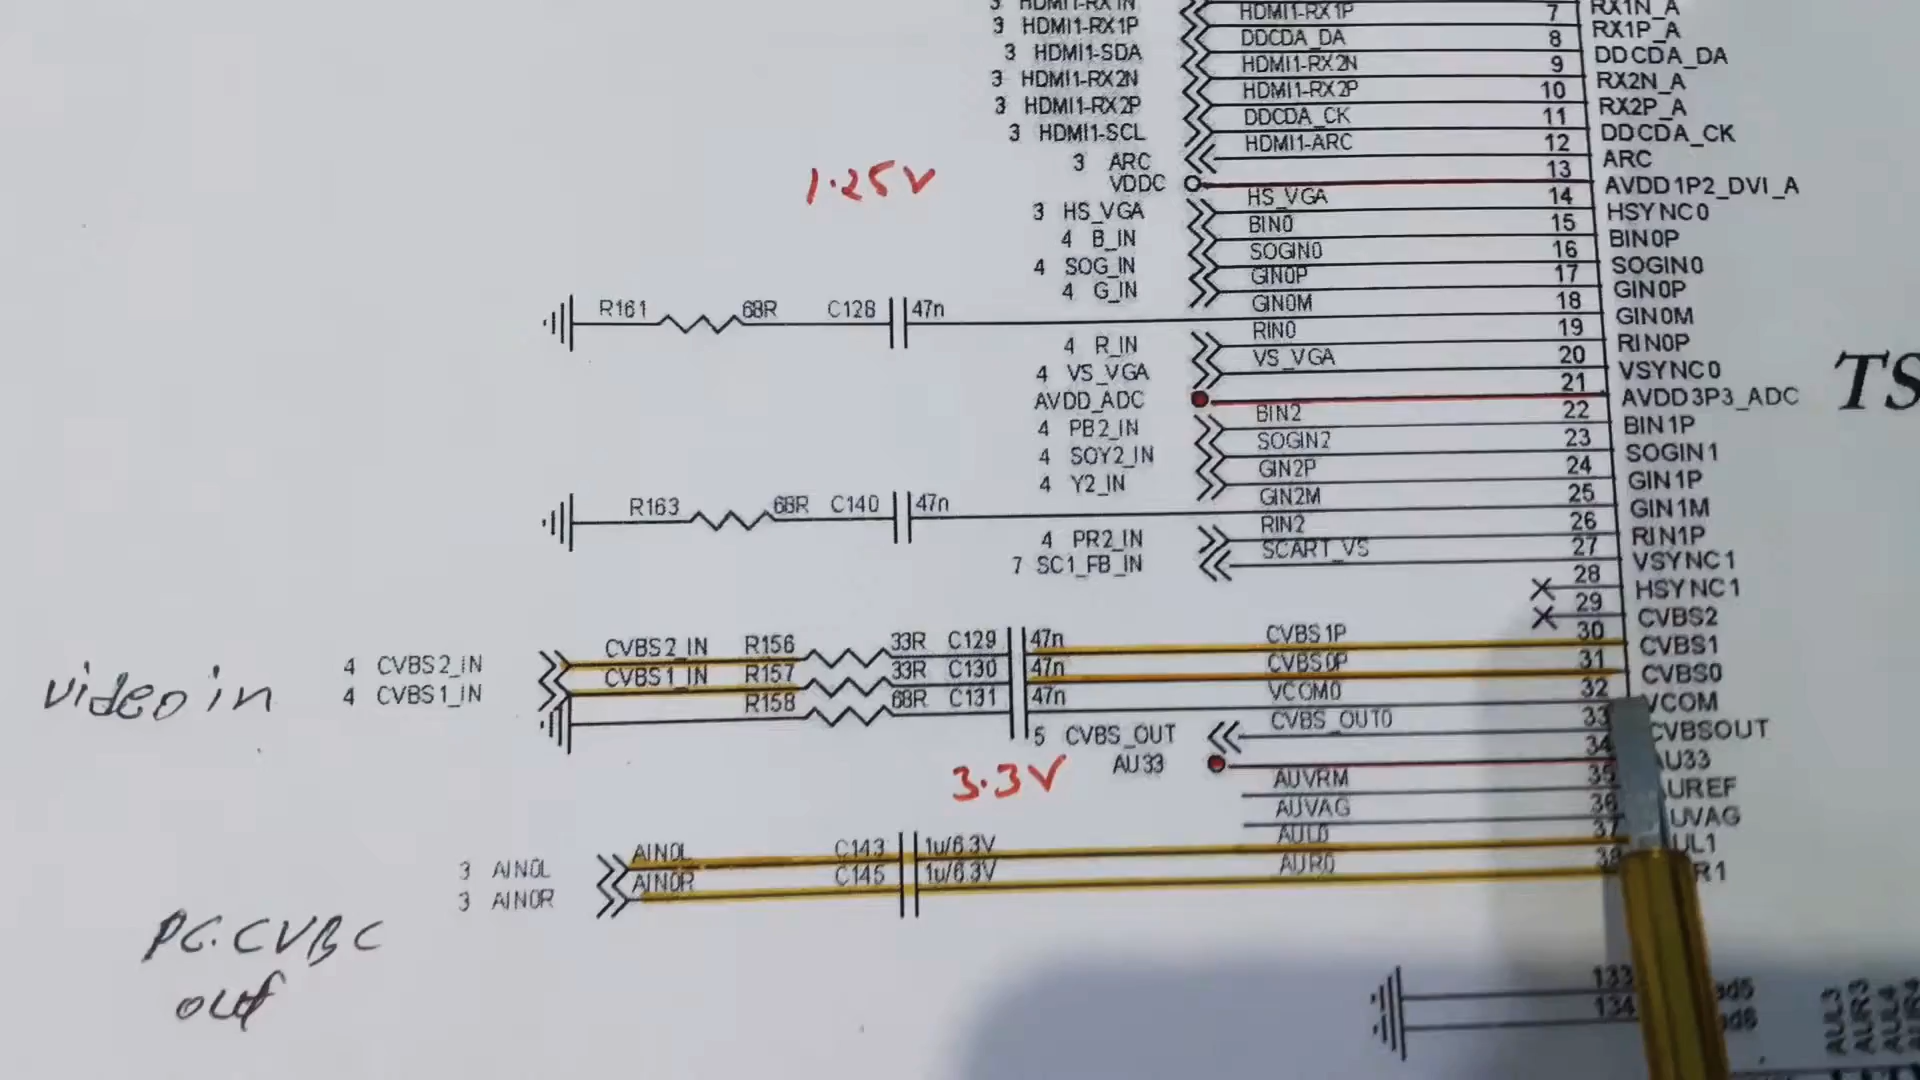 3 HDMI1-RX1N RX1N_A
3 HDMI1-RX1P HDMI1-RX1P 7 RX1P_A
3 HDMI1-SDA DDCDA_DA 8 DDCDA_DA
3 HDMI1-RX2N HDMI1-RX2N 9 RX2N_A
3 HDMI1-RX2P HDMI1-RX2P 10 RX2P_A
3 HDMI1-SCL DDCDA_CK 11 DDCDA_CK
3 ARC HDMI1-ARC 12 ARC
1.25V VDDC 13 AVDD1P2_DVI_A
3 HS_VGA HS_VGA 14 HSYNC0
4 B_IN BIN0 15 BIN0P
4 SOG_IN SOGIN0 16 SOGIN0
4 G_IN GIN0P 17 GIN0P
R161 68R C128 47n GIN0M 18 GIN0M
4 R_IN RIN0 19 RIN0P
4 VS_VGA VS_VGA 20 VSYNC0
AVDD_ADC 21 AVDD3P3_ADC TS
4 PB2_IN BIN2 22 BIN1P
4 SOY2_IN SOGIN2 23 SOGIN1
4 Y2_IN GIN2P 24 GIN1P
R163 68R C140 47n GIN2M 25 GIN1M
4 PR2_IN RIN2 26 RIN1P
7 SC1_FB_IN SCART_VS 27 VSYNC1
28 HSYNC1
29 CVBS2
4 CVBS2_IN CVBS2_IN R156 33R C129 47n CVBS1P 30 CVBS1
video in 4 CVBS1_IN CVBS1_IN R157 33R C130 47n CVBS0P 31 CVBS0
R158 68R C131 47n VCOM0 32 VCOM
5 CVBS_OUT CVBS_OUT0 33 CVBSOUT
3.3V AU33 34 AU33
AUVRM 35 AUREF
AUVAG 36 UVAG
3 AIN0L AIN0L C143 1u/6.3V AUL0 37 UL1
3 AIN0R AIN0R C145 1u/6.3V AUR0 38 R1
PC.CVBC
out
133
134
AUL3
AUR3
AUL4
AUR4